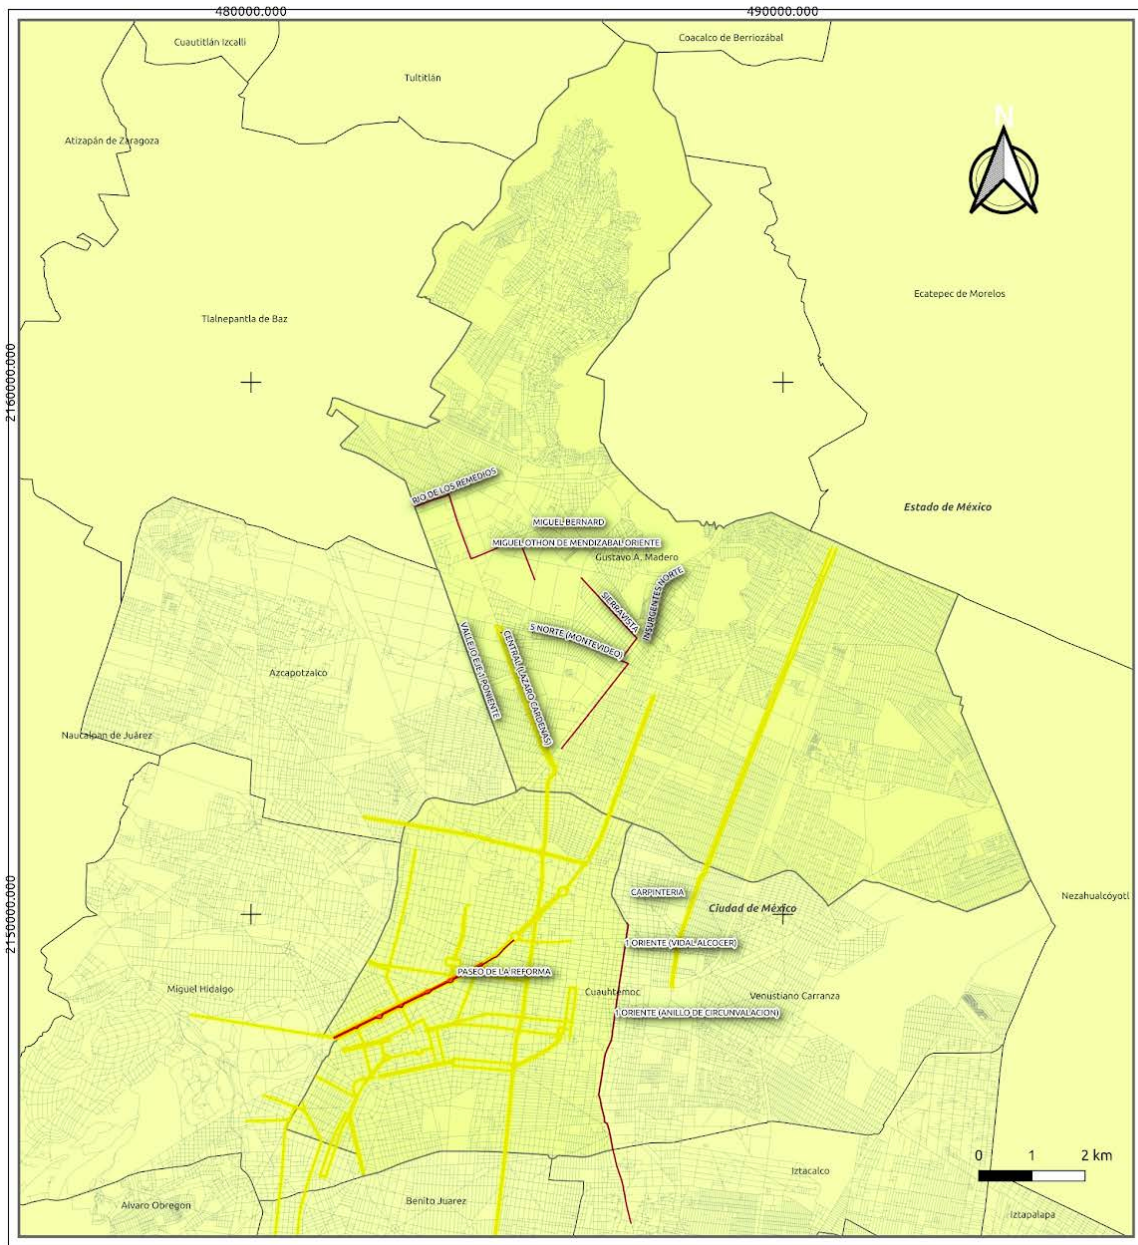 480000.000
490000.000
Cuautitlán Izcalli
Coacalco de Berriozábal
Tultitlán
N
Atizapán de Zaragoza
Ecatepec de Morelos
Tlalnepantla de Baz
2160000.000
RIO DE LOS REMEDIOS
Estado de México
MIGUEL BERNARD
MIGUEL OTHON DE MENDIZABAL ORIENTE
Gustavo A. Madero
INSURGENTES NORTE
SIERRAVISTA
5 NORTE (MONTEVIDEO)
VALLEJO EJE 1 PONIENTE
CENTRAL (LAZARO CARDENAS)
Azcapotzalco
Naucalpan de Juárez
CARPINTERIA
Nezahualcóyotl
Ciudad de México
2150000.000
1 ORIENTE (VIDAL ALCOCER)
PASEO DE LA REFORMA
Miguel Hidalgo
Cuauhtemoc
Venustiano Carranza
1 ORIENTE (ANILLO DE CIRCUNVALACION)
0 1 2 km
Iztacalco
Alvaro Obregon
Benito Juarez
Iztapalapa